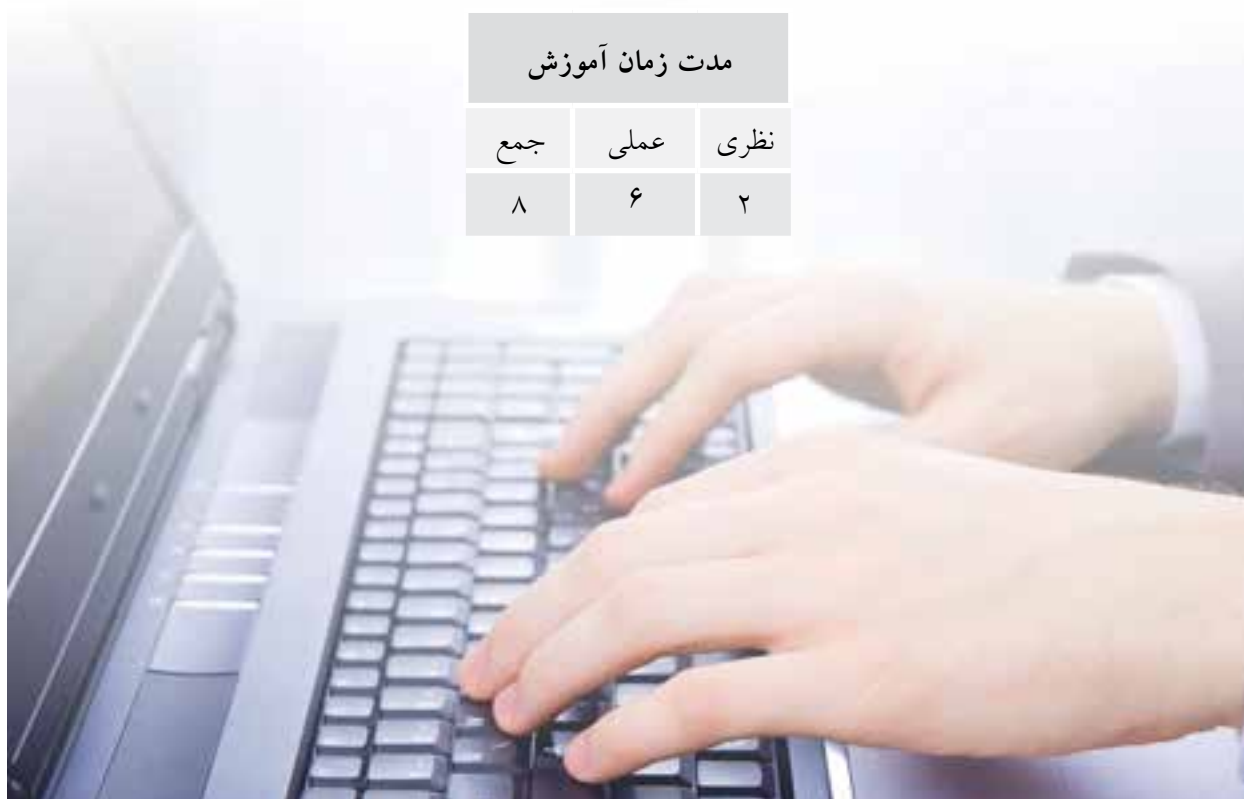 مدت زمان آموزش
نظری عملی جمع
۲ ۶ ۸